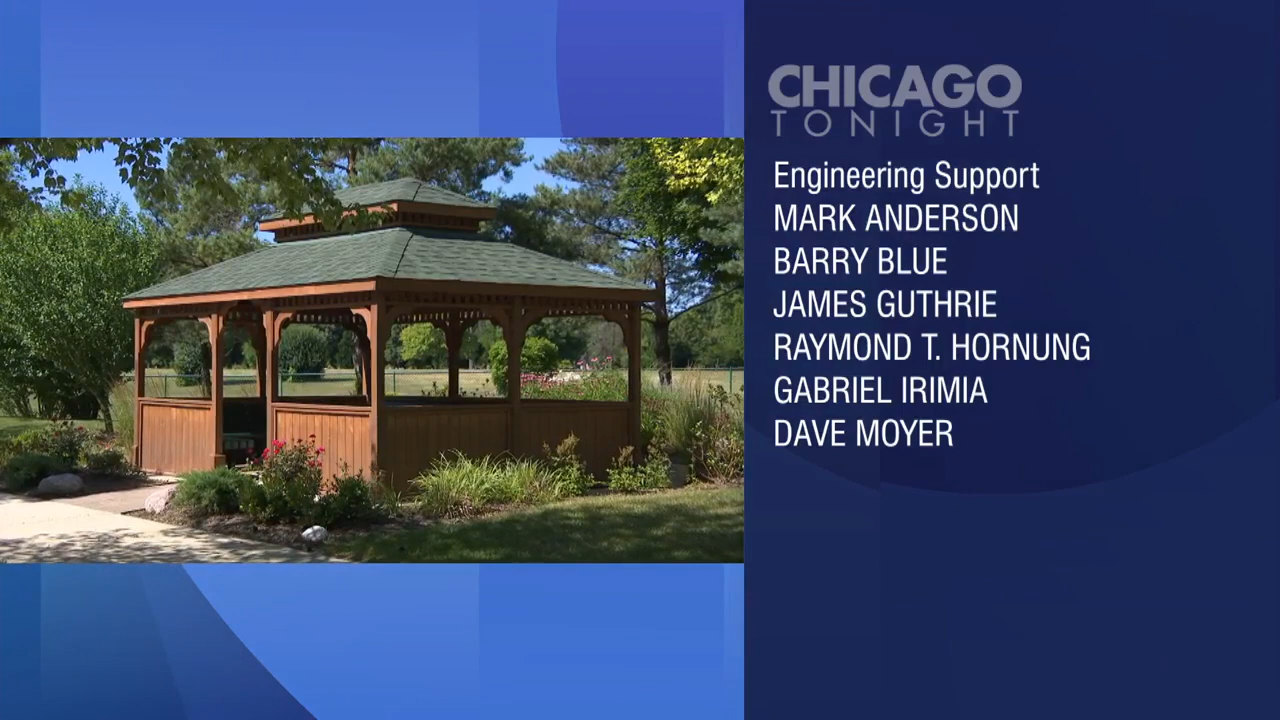 CHICAGO
TONIGHT
Engineering Support
MARK ANDERSON
BARRY BLUE
JAMES GUTHRIE
RAYMOND T. HORNUNG
GABRIEL IRIMIA
DAVE MOYER